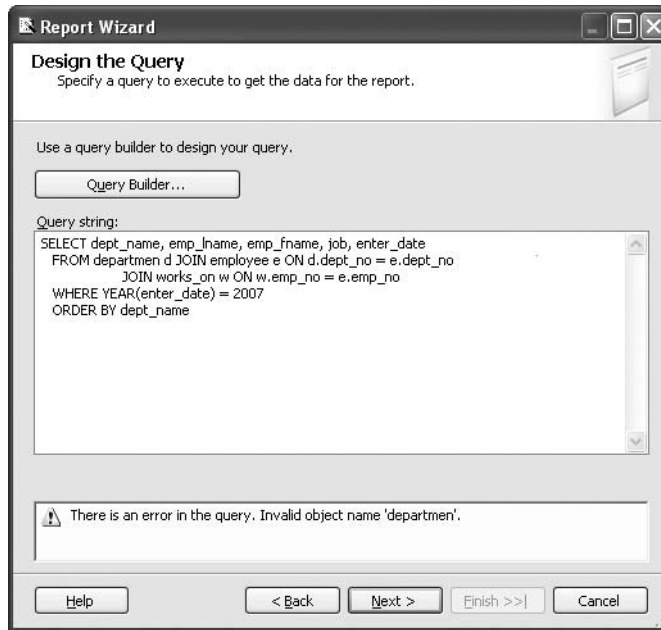 Report Wizard
Design the Query
Specify a query to execute to get the data for the report.
Use a query builder to design your query.
Query Builder...
Query string:
SELECT dept_name, emp_lname, emp_fname, job, enter_date
FROM departmen d JOIN employee e ON d.dept_no = e.dept_no
JOIN works_on w ON w.emp_no = e.emp_no
WHERE YEAR(enter_date) = 2007
ORDER BY dept_name
There is an error in the query. Invalid object name 'departmen'.
Help < Back Next > Finish >>| Cancel